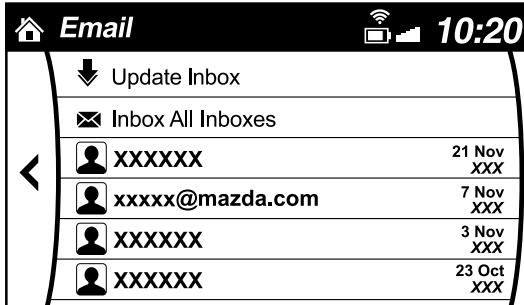 Email 10:20
Update Inbox
Inbox All Inboxes
XXXXXX 21 Nov
XXX
xxxxx@mazda.com 7 Nov
XXX
XXXXXX 3 Nov
XXX
XXXXXX 23 Oct
XXX